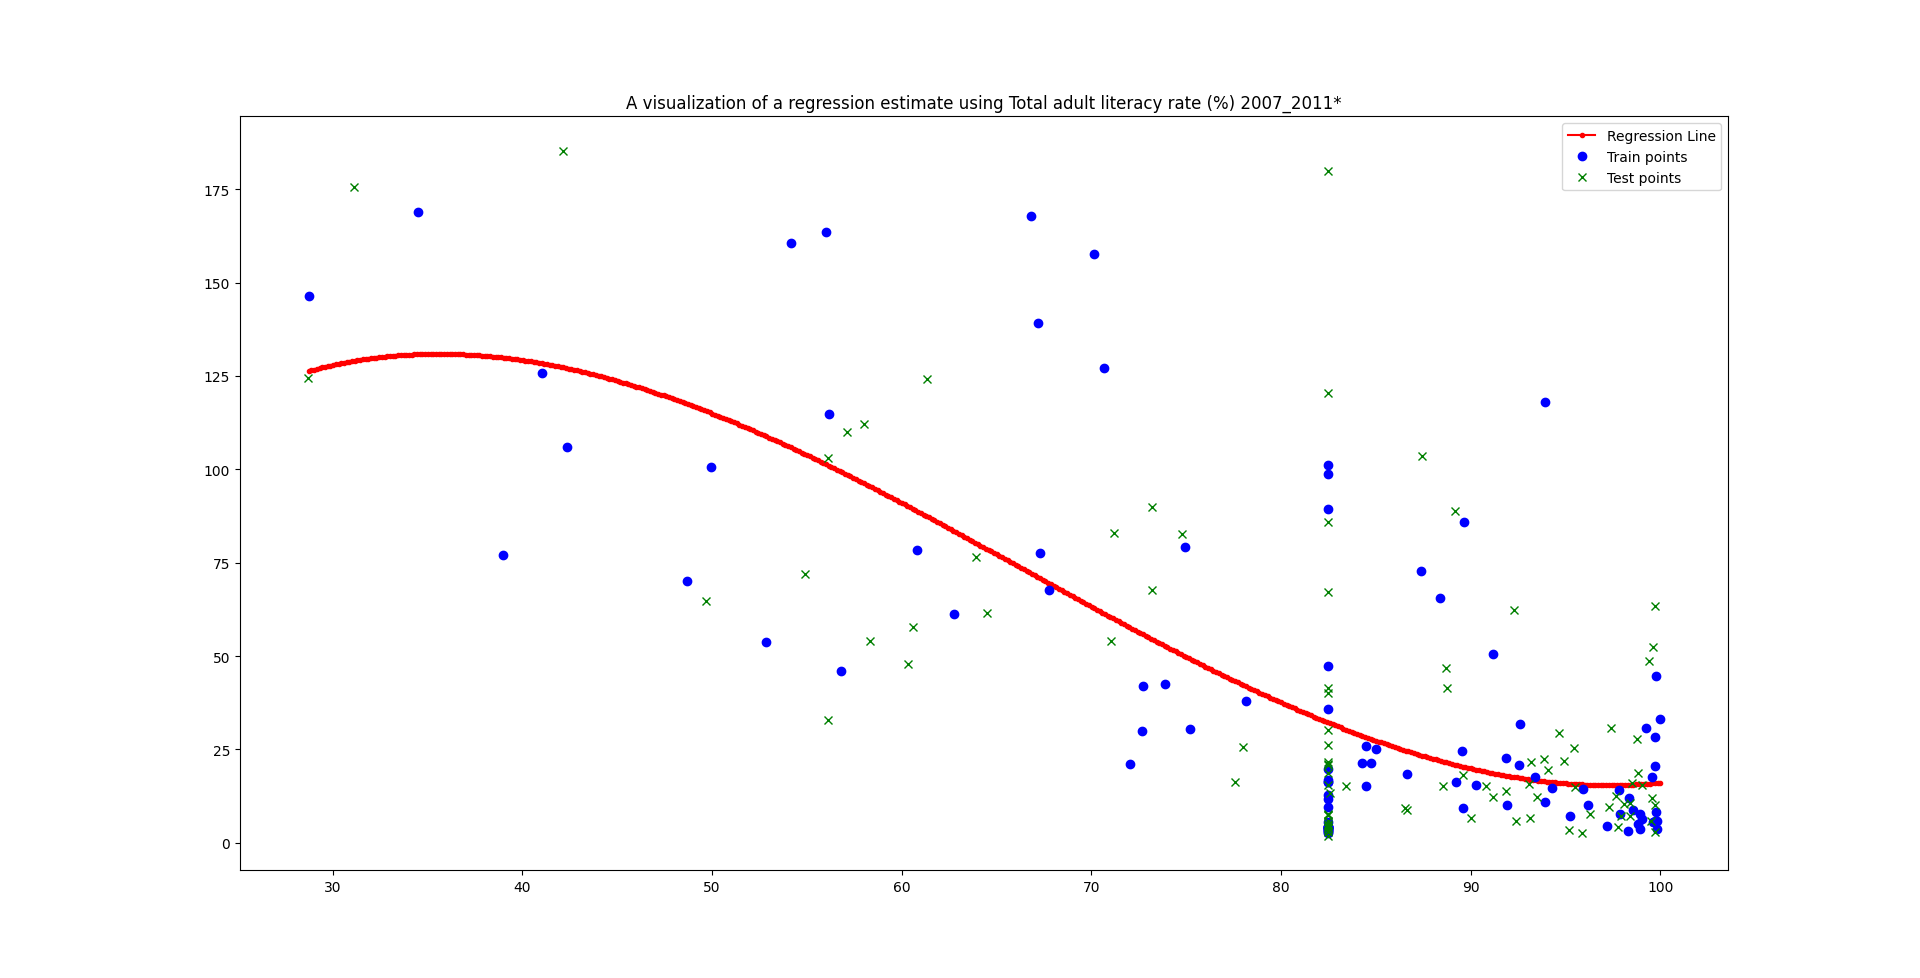 A visualization of a regression estimate using Total adult literacy rate (%) 2007_2011*
Regression Line
Train points
Test points
175
150
125
100
75
50
25
0
30 40 50 60 70 80 90 100